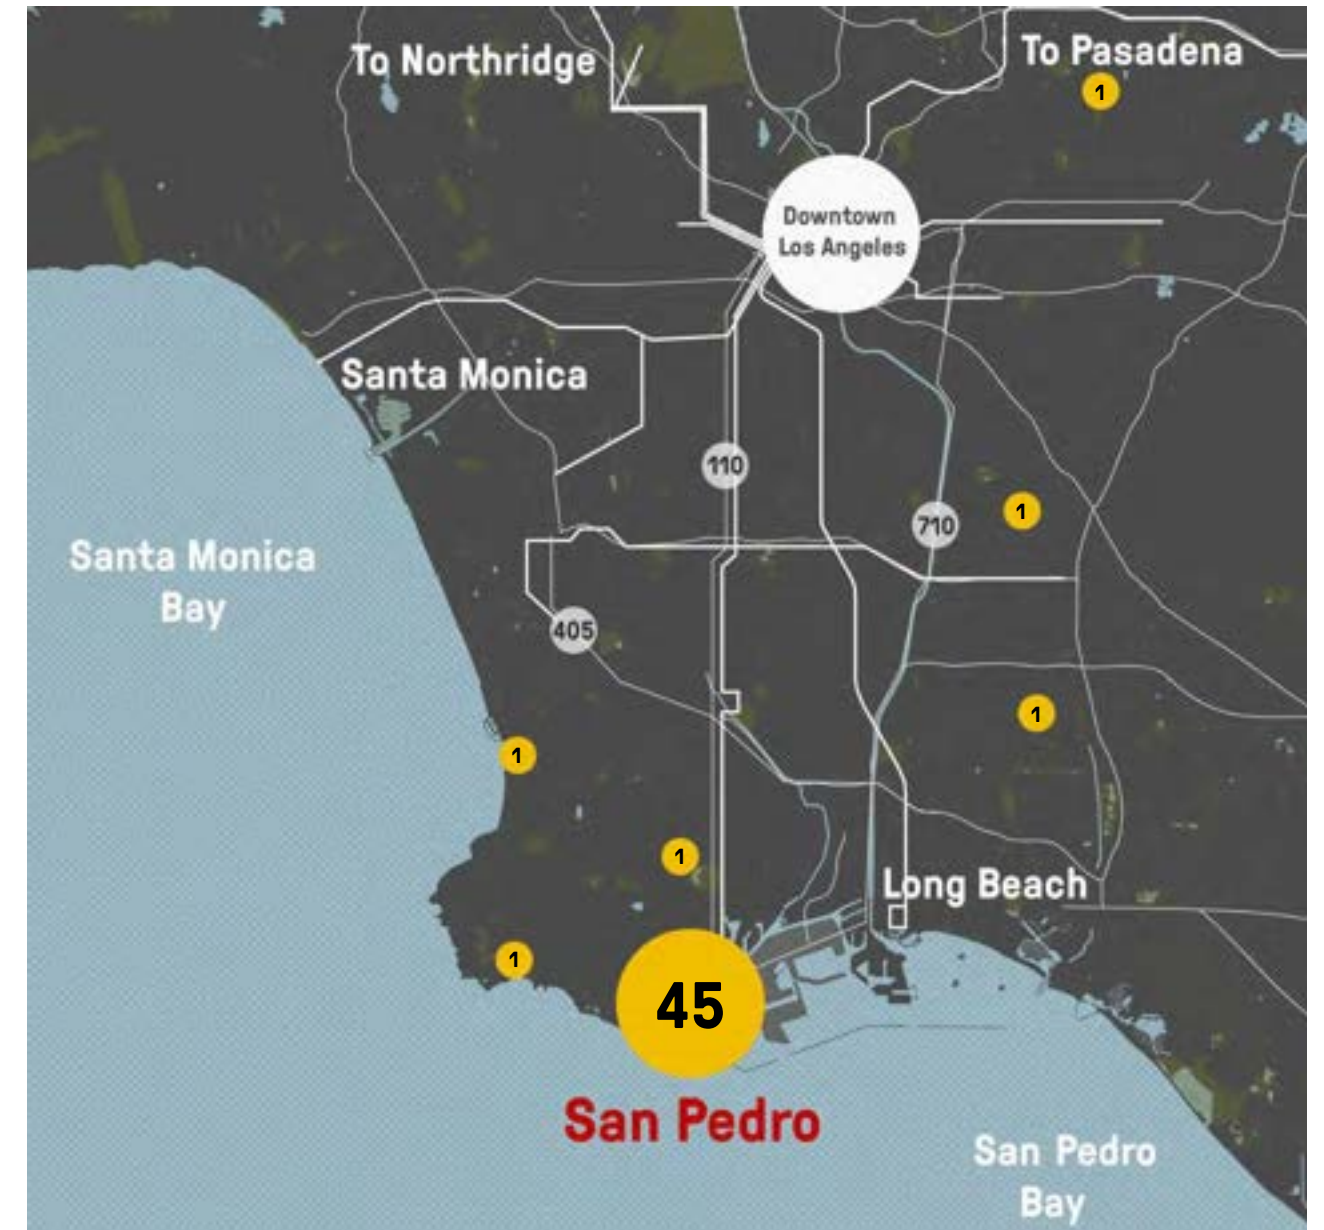 To Northridge
To Pasadena
1
Downtown
Los Angeles
Santa Monica
110
710
1
Santa Monica
Bay
405
1
1
1
Long Beach
1
45
San Pedro
San Pedro
Bay